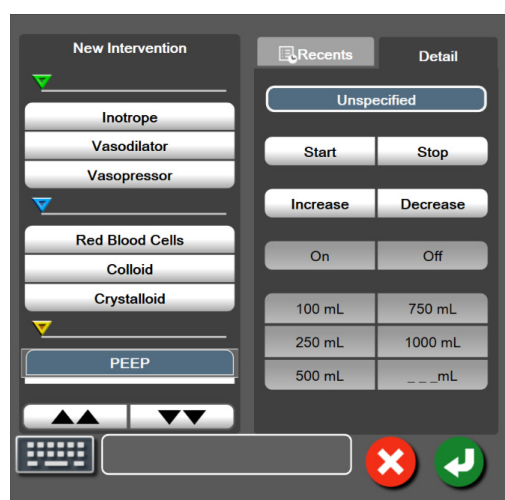 New Intervention
Inotrope
Vasodilator
Vasopressor
Red Blood Cells
Colloid
Crystalloid
PEEP
Recents Detail
Unspecified
Start Stop
Increase Decrease
On Off
100 mL 750 mL
250 mL 1000 mL
500 mL _ _ _mL